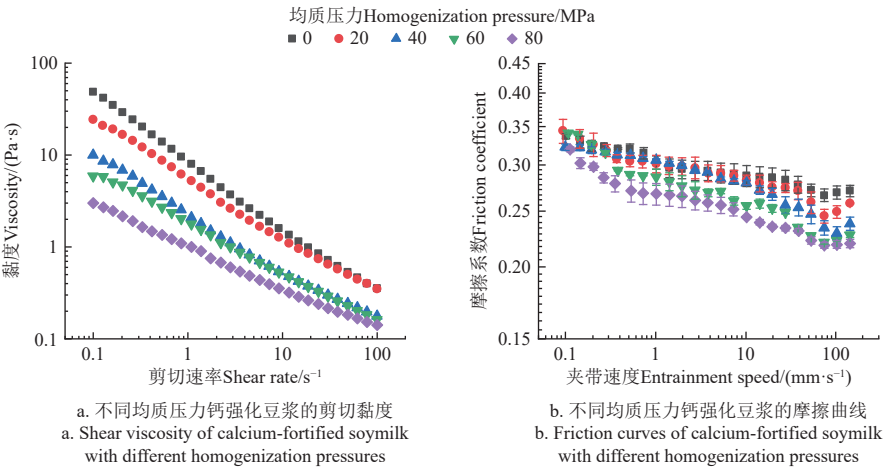 均质压力Homogenization pressure/MPa
0 20 40 60 80
黏度Viscosity/(Pa·s)
100
10
1
0.1
0.1 1 10 100
剪切速率Shear rate/s⁻¹
a. 不同均质压力钙强化豆浆的剪切黏度
a. Shear viscosity of calcium-fortified soymilk
with different homogenization pressures
摩擦系数Friction coefficient
0.45
0.40
0.35
0.30
0.25
0.20
0.15
0.1 1 10 100
夹带速度Entrainment speed/(mm·s⁻¹)
b. 不同均质压力钙强化豆浆的摩擦曲线
b. Friction curves of calcium-fortified soymilk
with different homogenization pressures